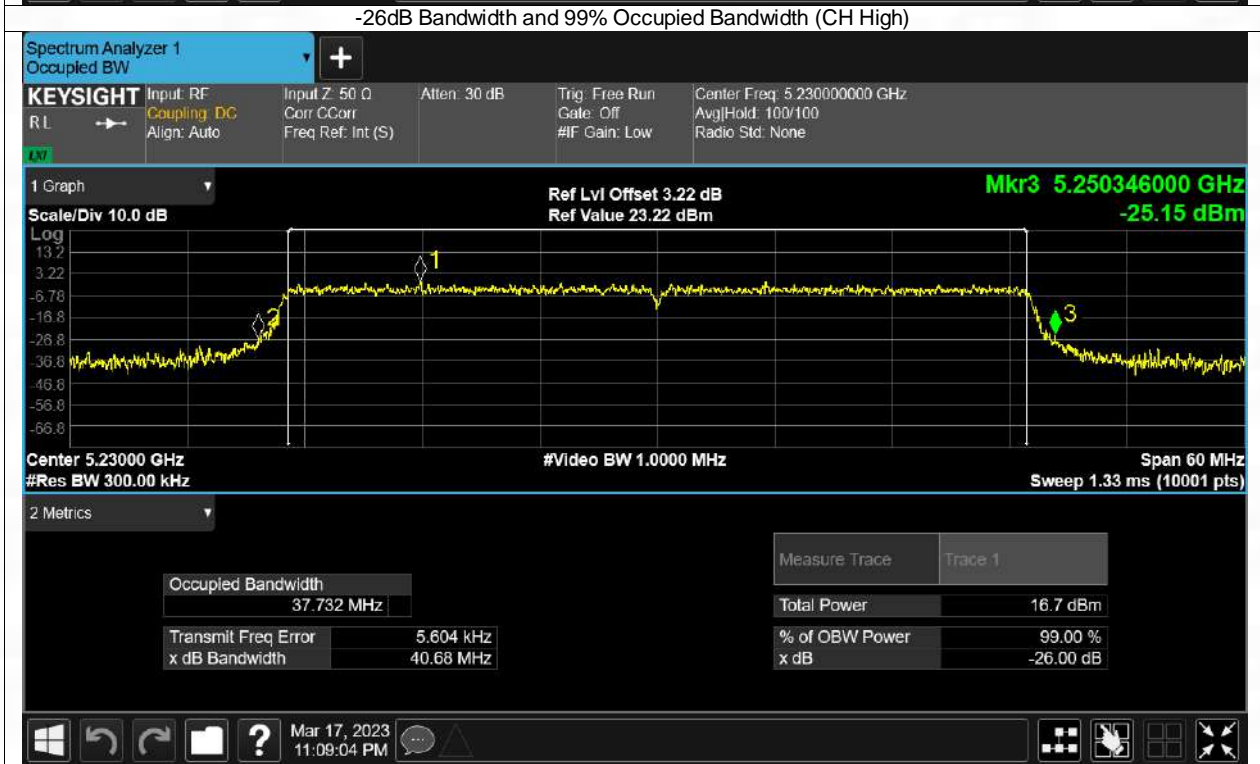 -26dB Bandwidth and 99% Occupied Bandwidth (CH High)
Spectrum Analyzer 1
Occupied BW
+
KEYSIGHT
RL
LXI
Input: RF
Coupling: DC
Align: Auto
Input Z: 50 Ω
Corr CCorr
Freq Ref: Int (S)
Atten: 30 dB
Trig: Free Run
Gate: Off
#IF Gain: Low
Center Freq: 5.230000000 GHz
Avg|Hold: 100/100
Radio Std: None
1 Graph
Scale/Div 10.0 dB
Ref Lvl Offset 3.22 dB
Ref Value 23.22 dBm
Mkr3 5.250346000 GHz
-25.15 dBm
Log
13.2
3.22
-6.78
-16.8
-26.8
-36.8
-46.8
-56.8
-66.8
1
2
3
Center 5.23000 GHz
#Video BW 1.0000 MHz
Span 60 MHz
#Res BW 300.00 kHz
Sweep 1.33 ms (10001 pts)
2 Metrics
Measure Trace Trace 1
Occupied Bandwidth
37.732 MHz
Total Power 16.7 dBm
Transmit Freq Error 5.604 kHz
% of OBW Power 99.00 %
x dB Bandwidth 40.68 MHz
x dB -26.00 dB
?
Mar 17, 2023
11:09:04 PM